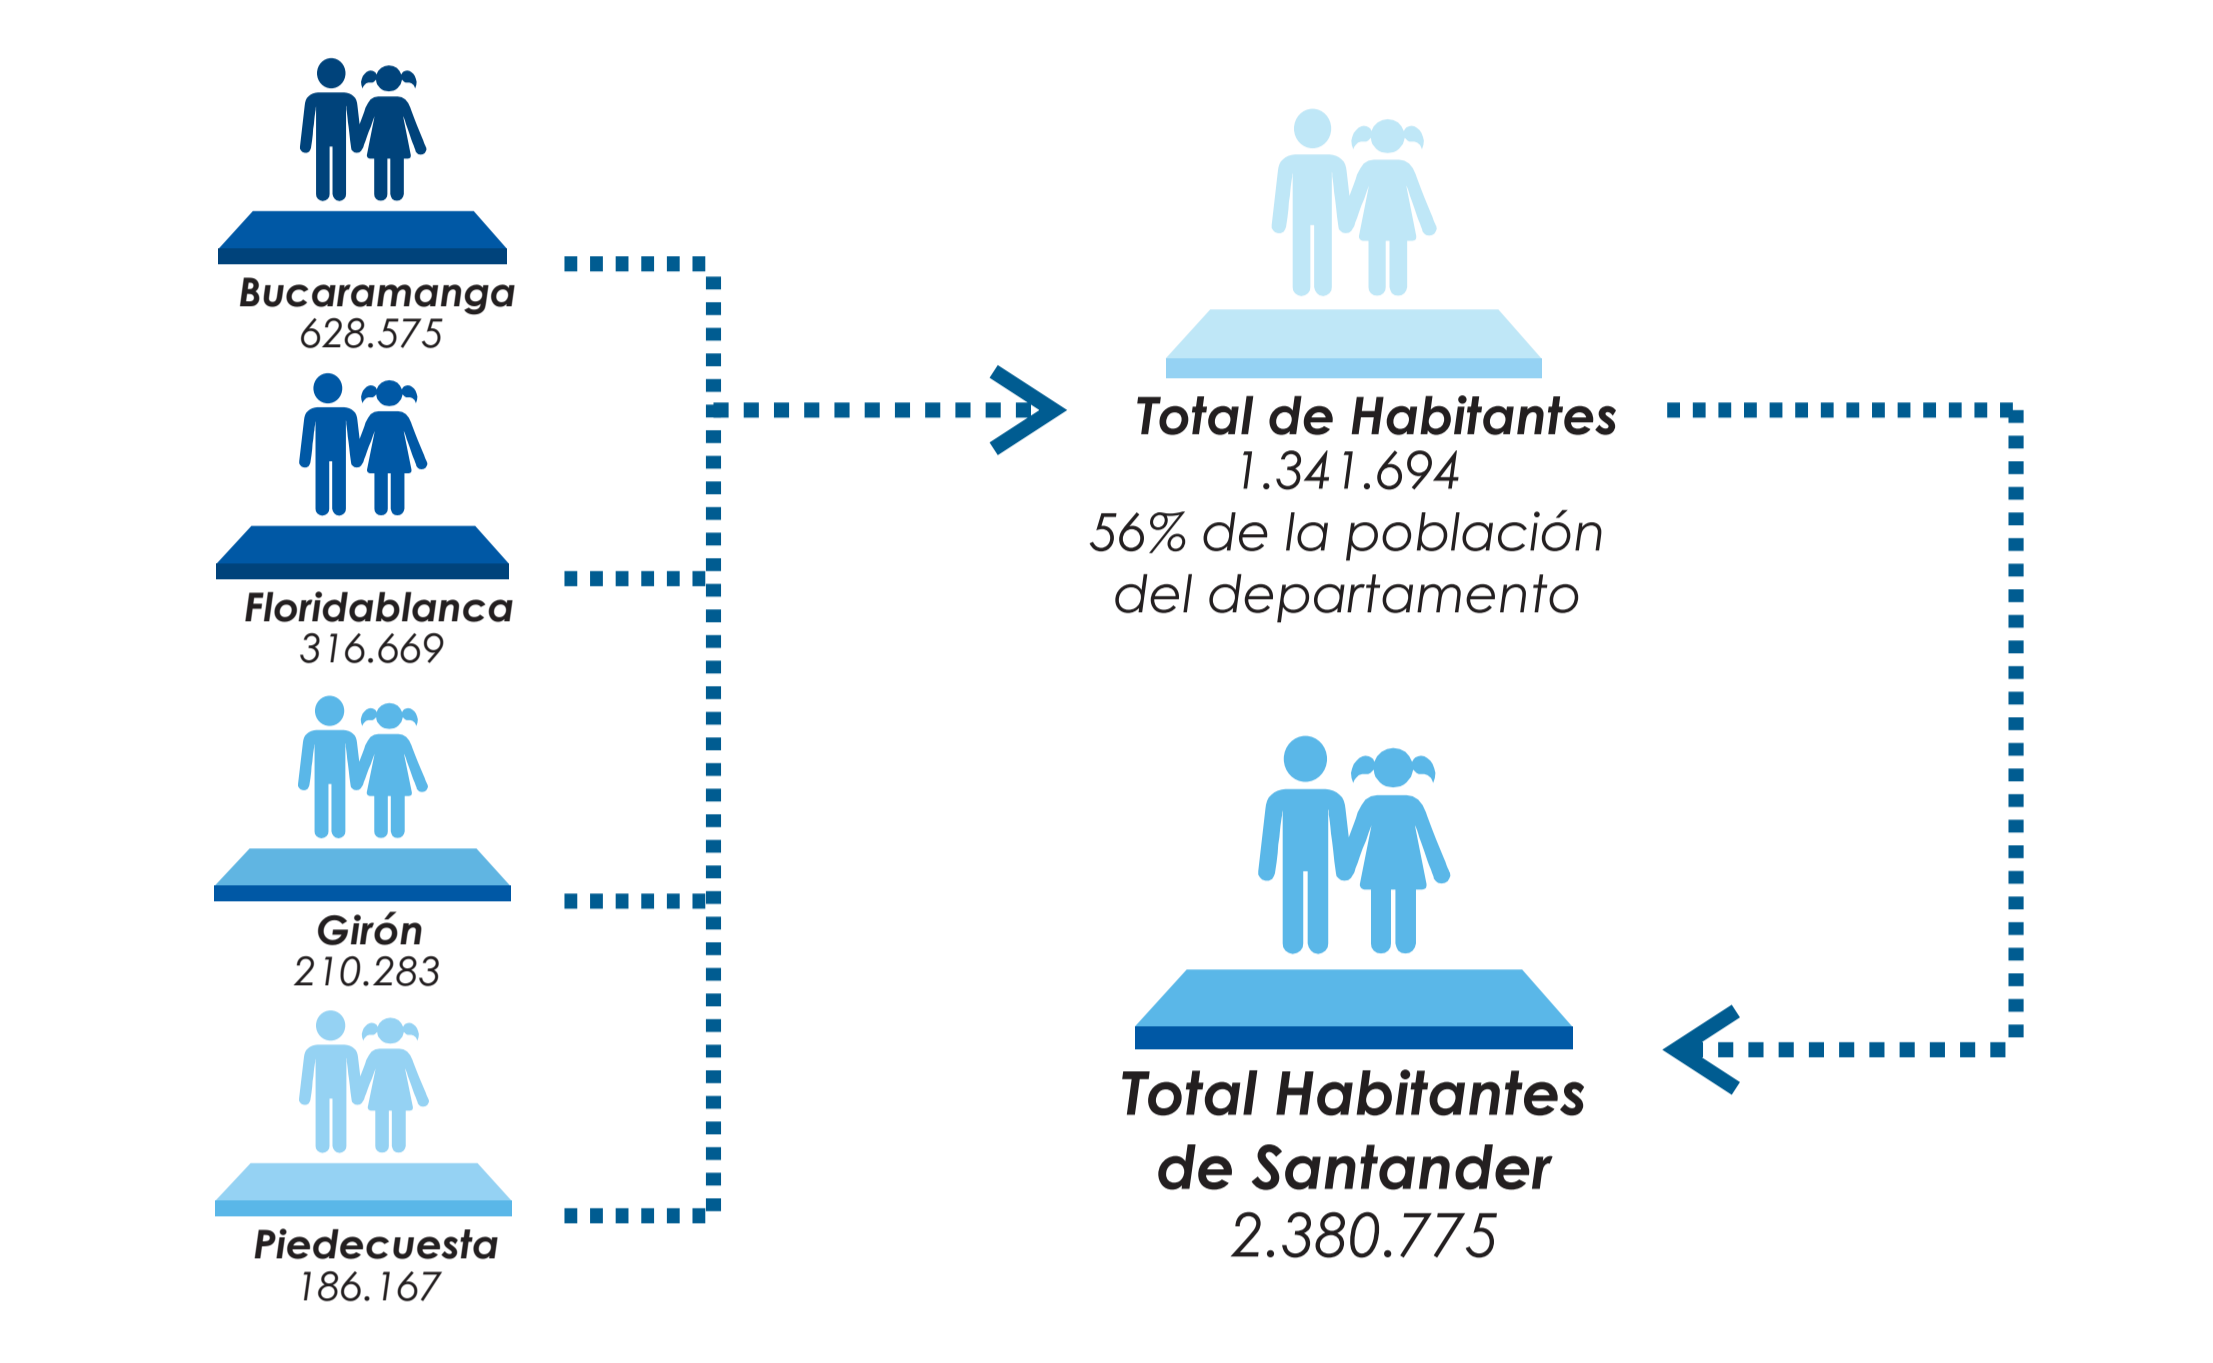 Bucaramanga
628.575
Floridablanca
316.669
Girón
210.283
Piedecuesta
186.167
Total de Habitantes
1.341.694
56% de la población
del departamento
Total Habitantes
de Santander
2.380.775